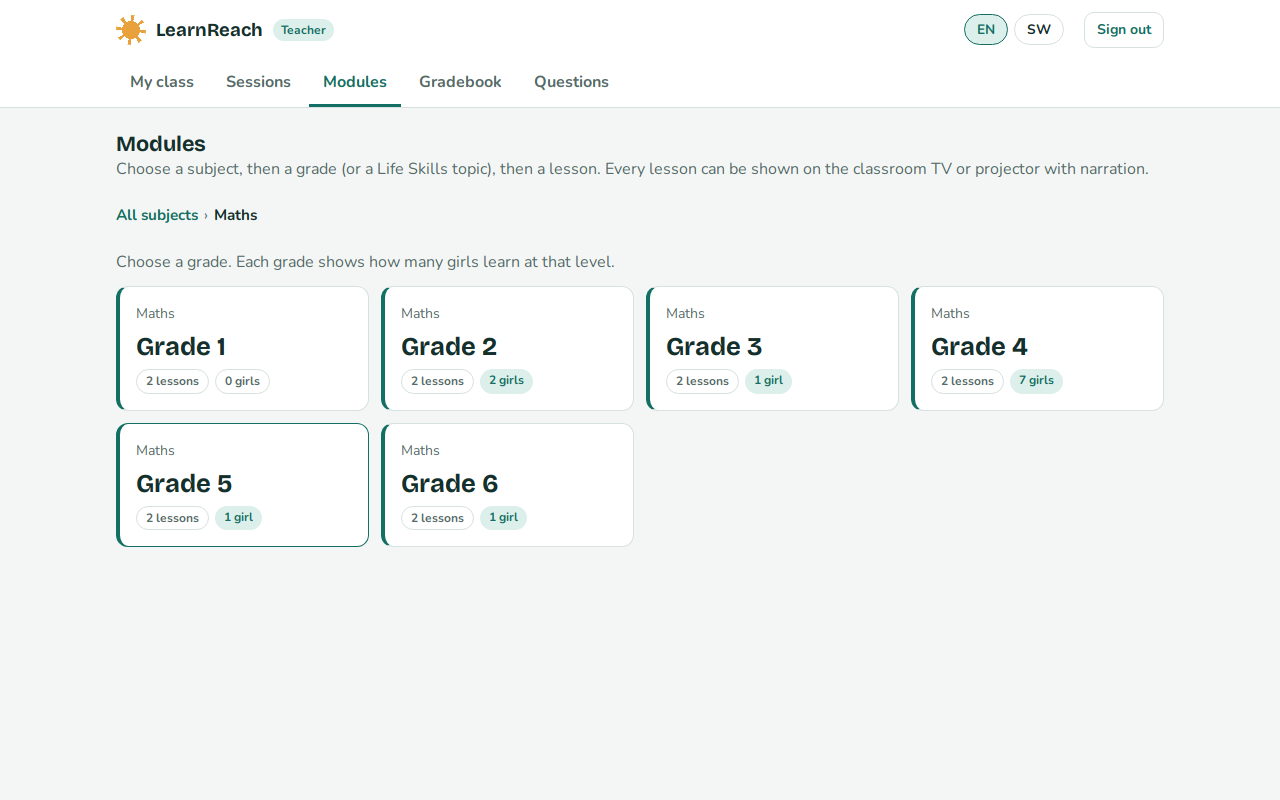 LearnReach Teacher EN SW Sign out
My class Sessions Modules Gradebook Questions
Modules
Choose a subject, then a grade (or a Life Skills topic), then a lesson. Every lesson can be shown on the classroom TV or projector with narration.
All subjects › Maths
Choose a grade. Each grade shows how many girls learn at that level.
Maths
Grade 1
2 lessons 0 girls
Maths
Grade 2
2 lessons 2 girls
Maths
Grade 3
2 lessons 1 girl
Maths
Grade 4
2 lessons 7 girls
Maths
Grade 5
2 lessons 1 girl
Maths
Grade 6
2 lessons 1 girl